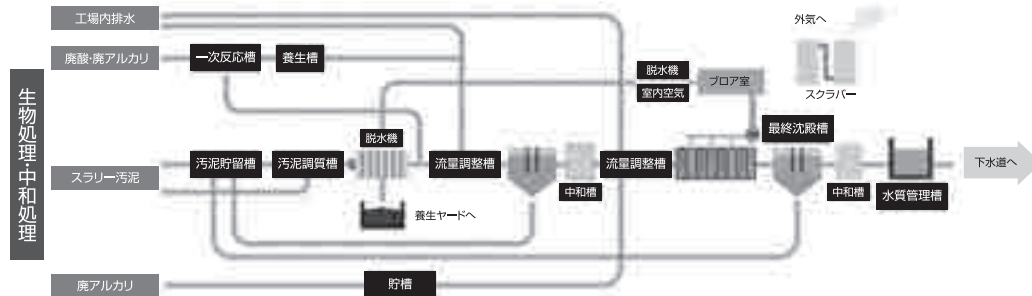 生物処理・中和処理
工場内排水
廃酸・廃アルカリ
一次反応槽
養生槽
スラリー汚泥
汚泥貯留槽
汚泥調質槽
脱水機
養生ヤードへ
流量調整槽
中和槽
流量調整槽
脱水機
室内空気
ブロア室
外気へ
スクラバー
最終沈殿槽
中和槽
水質管理槽
下水道へ
廃アルカリ
貯槽